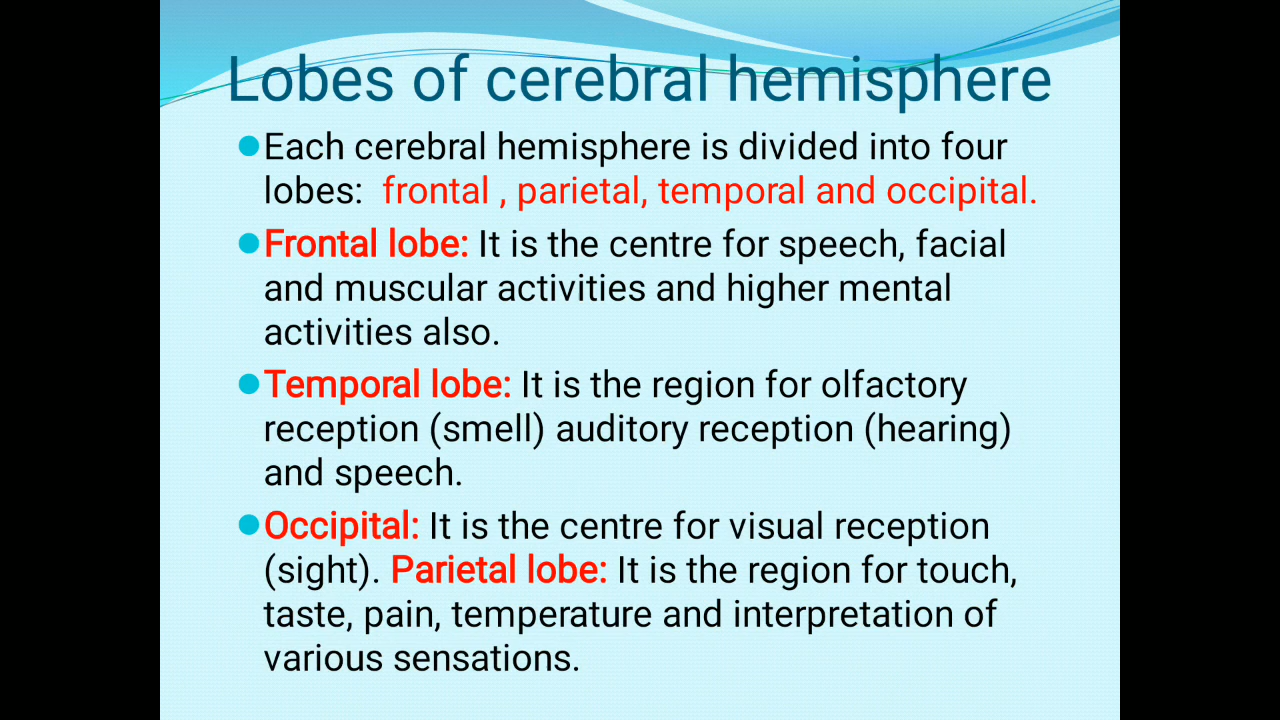 Lobes of cerebral hemisphere
Each cerebral hemisphere is divided into four
lobes:  frontal , parietal, temporal and occipital.
Frontal lobe: It is the centre for speech, facial
and muscular activities and higher mental
activities also.
Temporal lobe: It is the region for olfactory
reception (smell) auditory reception (hearing)
and speech.
Occipital: It is the centre for visual reception
(sight). Parietal lobe: It is the region for touch,
taste, pain, temperature and interpretation of
various sensations.